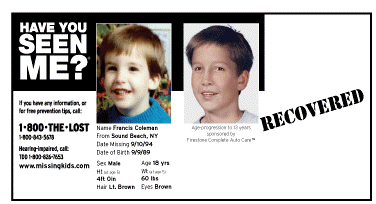 HAVE YOU
SEEN
ME?
If you have any information, or
for free prevention tips, call:
1·800·THE·LOST
1-800-843-5678
Hearing-impaired, call:
TDD 1-800-826-7653
www.missingkids.com
Name Francis Coleman
From Sound Beach, NY
Date Missing 9/10/94
Date of Birth 9/9/89
Sex Male Age 18 yrs
Ht (at age 5) Wt (at age 5)
4ft 0in 60 lbs
Hair Lt. Brown Eyes Brown
Age-progression to 13 years
sponsored by
Firestone Complete Auto Care™
RECOVERED